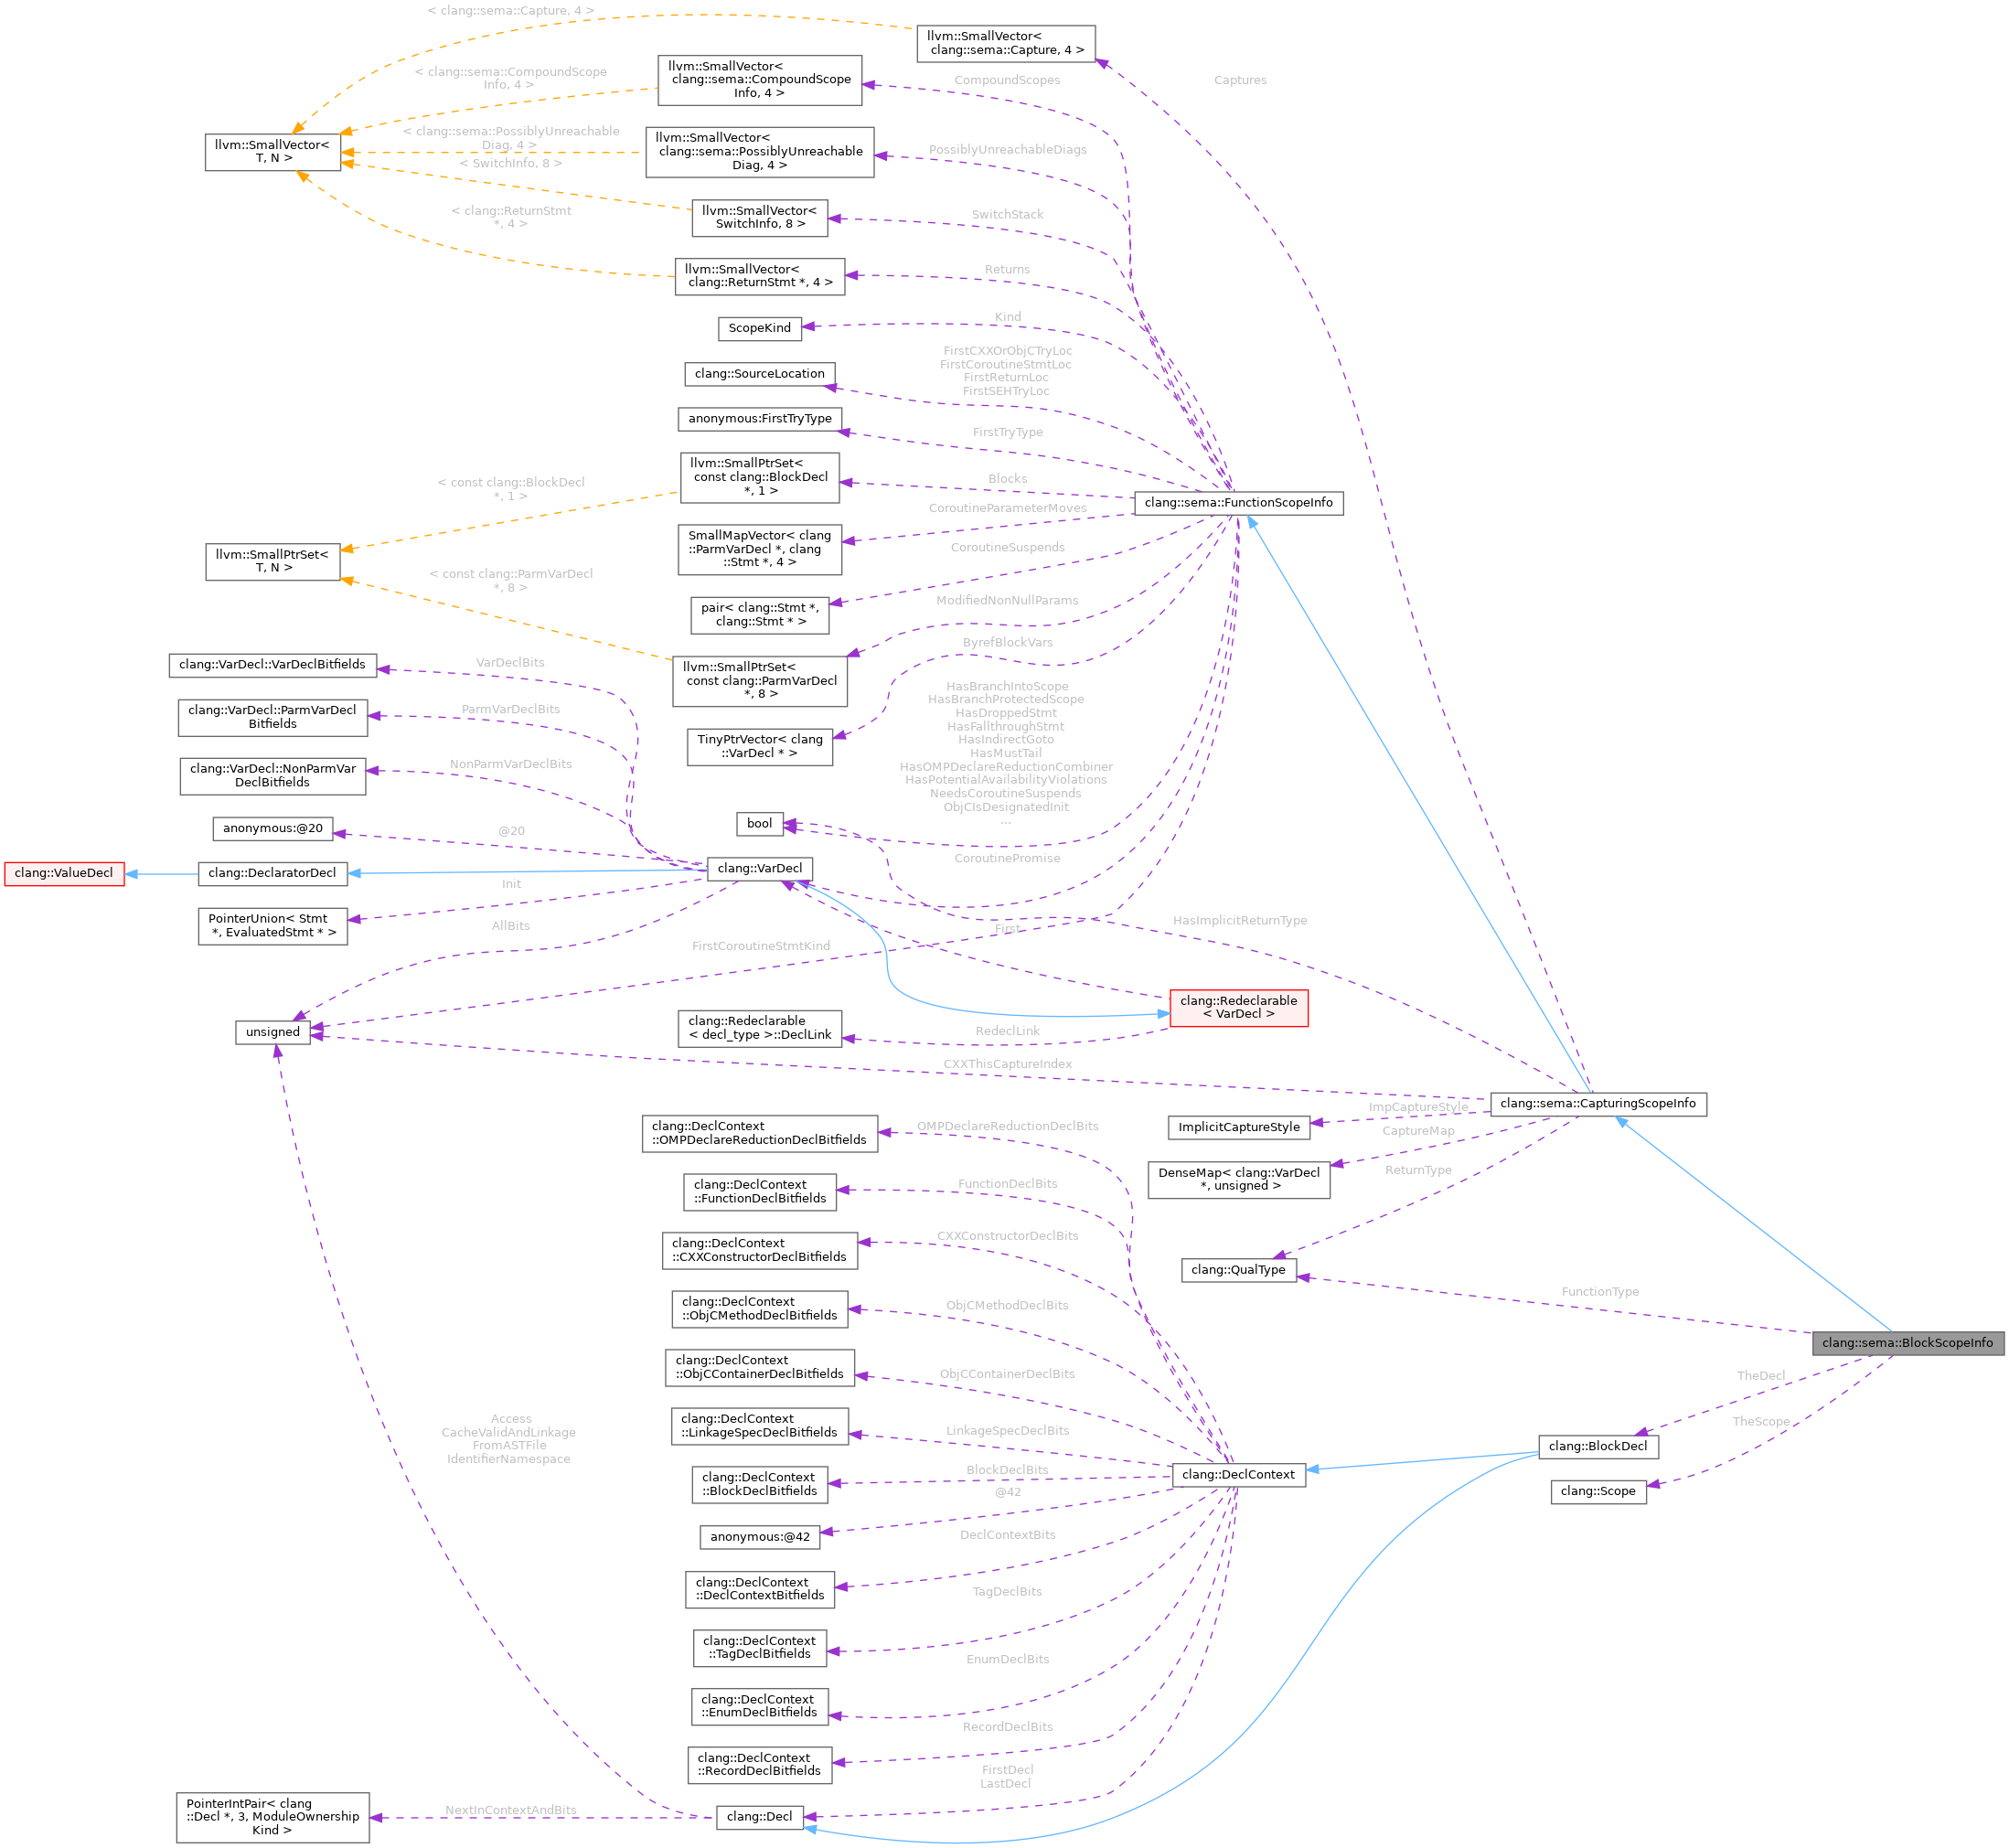 < clang::sema::Capture, 4 >
llvm::SmallVector<
clang::sema::Capture, 4 >
llvm::SmallVector<
clang::sema::CompoundScope
Info, 4 >
< clang::sema::CompoundScope
Info, 4 >
CompoundScopes
Captures
llvm::SmallVector<
T, N >
< clang::sema::PossiblyUnreachable
Diag, 4 >
llvm::SmallVector<
clang::sema::PossiblyUnreachable
Diag, 4 >
PossiblyUnreachableDiags
< SwitchInfo, 8 >
llvm::SmallVector<
SwitchInfo, 8 >
SwitchStack
< clang::ReturnStmt
*, 4 >
llvm::SmallVector<
clang::ReturnStmt *, 4 >
Returns
ScopeKind
Kind
clang::SourceLocation
FirstCXXOrObjCTryLoc
FirstCoroutineStmtLoc
FirstReturnLoc
FirstSEHTryLoc
anonymous:FirstTryType
FirstTryType
< const clang::BlockDecl
*, 1 >
llvm::SmallPtrSet<
const clang::BlockDecl
*, 1 >
Blocks
clang::sema::FunctionScopeInfo
CoroutineParameterMoves
SmallMapVector< clang
::ParmVarDecl *, clang
::Stmt *, 4 >
llvm::SmallPtrSet<
T, N >
CoroutineSuspends
pair< clang::Stmt *,
clang::Stmt * >
< const clang::ParmVarDecl
*, 8 >
ModifiedNonNullParams
llvm::SmallPtrSet<
const clang::ParmVarDecl
*, 8 >
ByrefBlockVars
TinyPtrVector< clang
::VarDecl * >
clang::VarDecl::VarDeclBitfields
VarDeclBits
clang::VarDecl::ParmVarDecl
Bitfields
ParmVarDeclBits
clang::VarDecl::NonParmVar
DeclBitfields
NonParmVarDeclBits
HasBranchIntoScope
HasBranchProtectedScope
HasDroppedStmt
HasFallthroughStmt
HasIndirectGoto
HasMustTail
HasOMPDeclareReductionCombiner
HasPotentialAvailabilityViolations
NeedsCoroutineSuspends
ObjCIsDesignatedInit
...
bool
anonymous:@20
@20
clang::ValueDecl
clang::DeclaratorDecl
clang::VarDecl
CoroutinePromise
PointerUnion< Stmt
*, EvaluatedStmt * >
Init
AllBits
FirstCoroutineStmtKind
First
HasImplicitReturnType
clang::Redeclarable
< VarDecl >
unsigned
clang::Redeclarable
< decl_type >::DeclLink
RedeclLink
CXXThisCaptureIndex
clang::sema::CapturingScopeInfo
ImpCaptureStyle
ImplicitCaptureStyle
CaptureMap
DenseMap< clang::VarDecl
*, unsigned >
ReturnType
clang::QualType
FunctionType
clang::sema::BlockScopeInfo
clang::DeclContext
::OMPDeclareReductionDeclBitfields
OMPDeclareReductionDeclBits
clang::DeclContext
::FunctionDeclBitfields
FunctionDeclBits
clang::DeclContext
::CXXConstructorDeclBitfields
CXXConstructorDeclBits
clang::DeclContext
::ObjCMethodDeclBitfields
ObjCMethodDeclBits
clang::DeclContext
::ObjCContainerDeclBitfields
ObjCContainerDeclBits
clang::DeclContext
::LinkageSpecDeclBitfields
LinkageSpecDeclBits
TheDecl
TheScope
clang::BlockDecl
clang::Scope
clang::DeclContext
clang::DeclContext
::BlockDeclBitfields
BlockDeclBits
@42
anonymous:@42
Access
CacheValidAndLinkage
FromASTFile
IdentifierNamespace
clang::DeclContext
::DeclContextBitfields
DeclContextBits
clang::DeclContext
::TagDeclBitfields
TagDeclBits
clang::DeclContext
::EnumDeclBitfields
EnumDeclBits
clang::DeclContext
::RecordDeclBitfields
RecordDeclBits
FirstDecl
LastDecl
clang::Decl
NextInContextAndBits
PointerIntPair< clang
::Decl *, 3, ModuleOwnership
Kind >